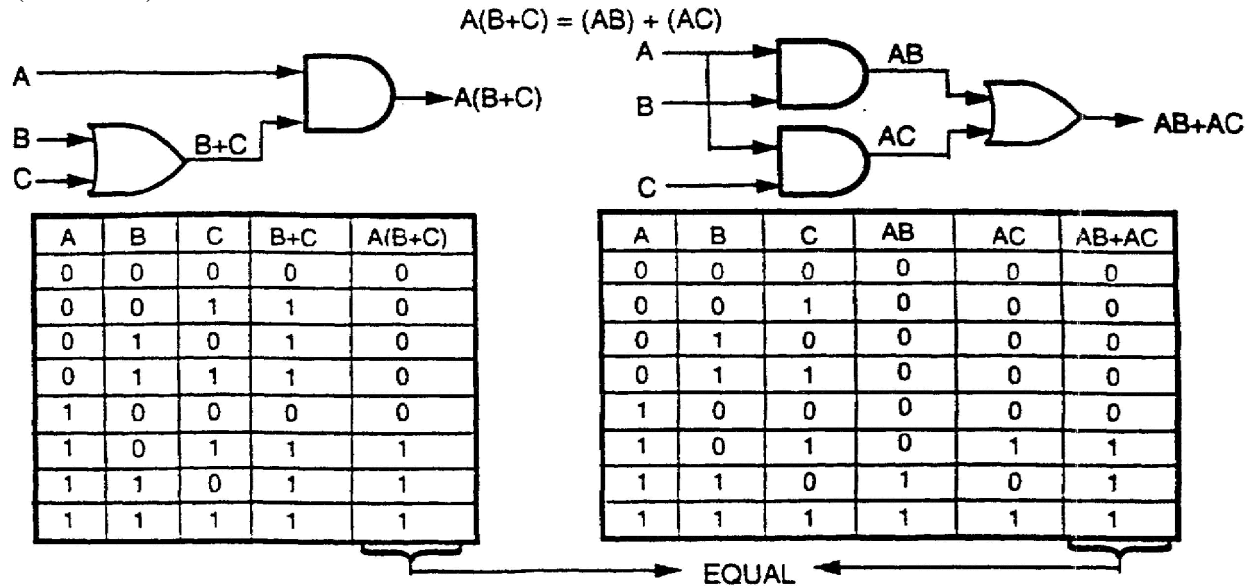 A(B+C) = (AB) + (AC)
A
B
C
B+C
A(B+C)
A
B
C
AB
AC
AB+AC
A B C B+C A(B+C)
0 0 0 0 0
0 0 1 1 0
0 1 0 1 0
0 1 1 1 0
1 0 0 0 0
1 0 1 1 1
1 1 0 1 1
1 1 1 1 1
A B C AB AC AB+AC
0 0 0 0 0 0
0 0 1 0 0 0
0 1 0 0 0 0
0 1 1 0 0 0
1 0 0 0 0 0
1 0 1 0 1 1
1 1 0 1 0 1
1 1 1 1 1 1
EQUAL